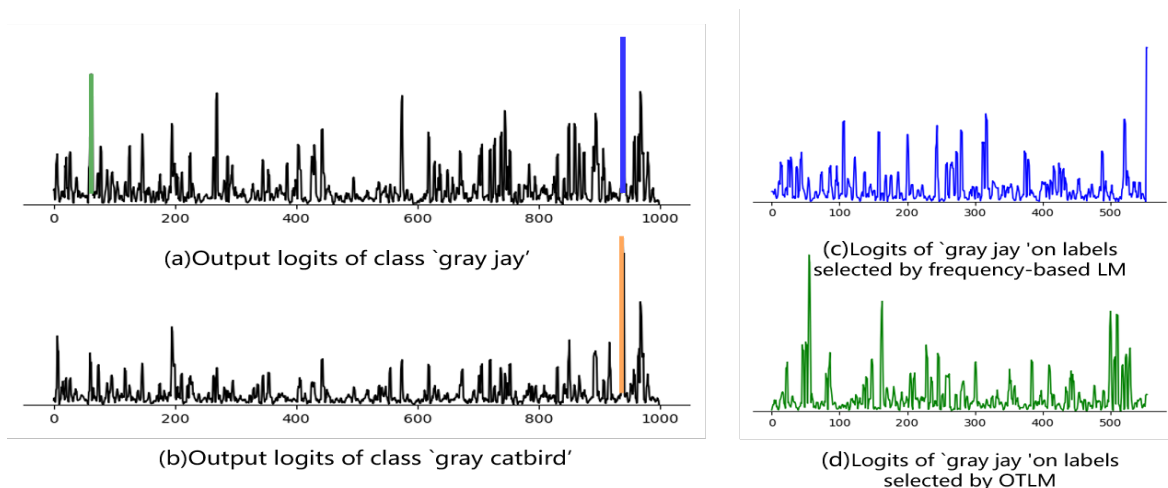 0 200 400 600 800 1000
(a)Output logits of class `gray jay’
0 200 400 600 800 1000
(b)Output logits of class `gray catbird’
0 100 200 300 400 500
(c)Logits of `gray jay 'on labels
selected by frequency-based LM
0 100 200 300 400 500
(d)Logits of `gray jay 'on labels
selected by OTLM